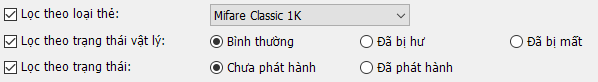 Lọc theo loại thẻ: Mifare Classic 1K
Lọc theo trạng thái vật lý: Bình thường Đã bị hư Đã bị mất
Lọc theo trạng thái: Chưa phát hành Đã phát hành